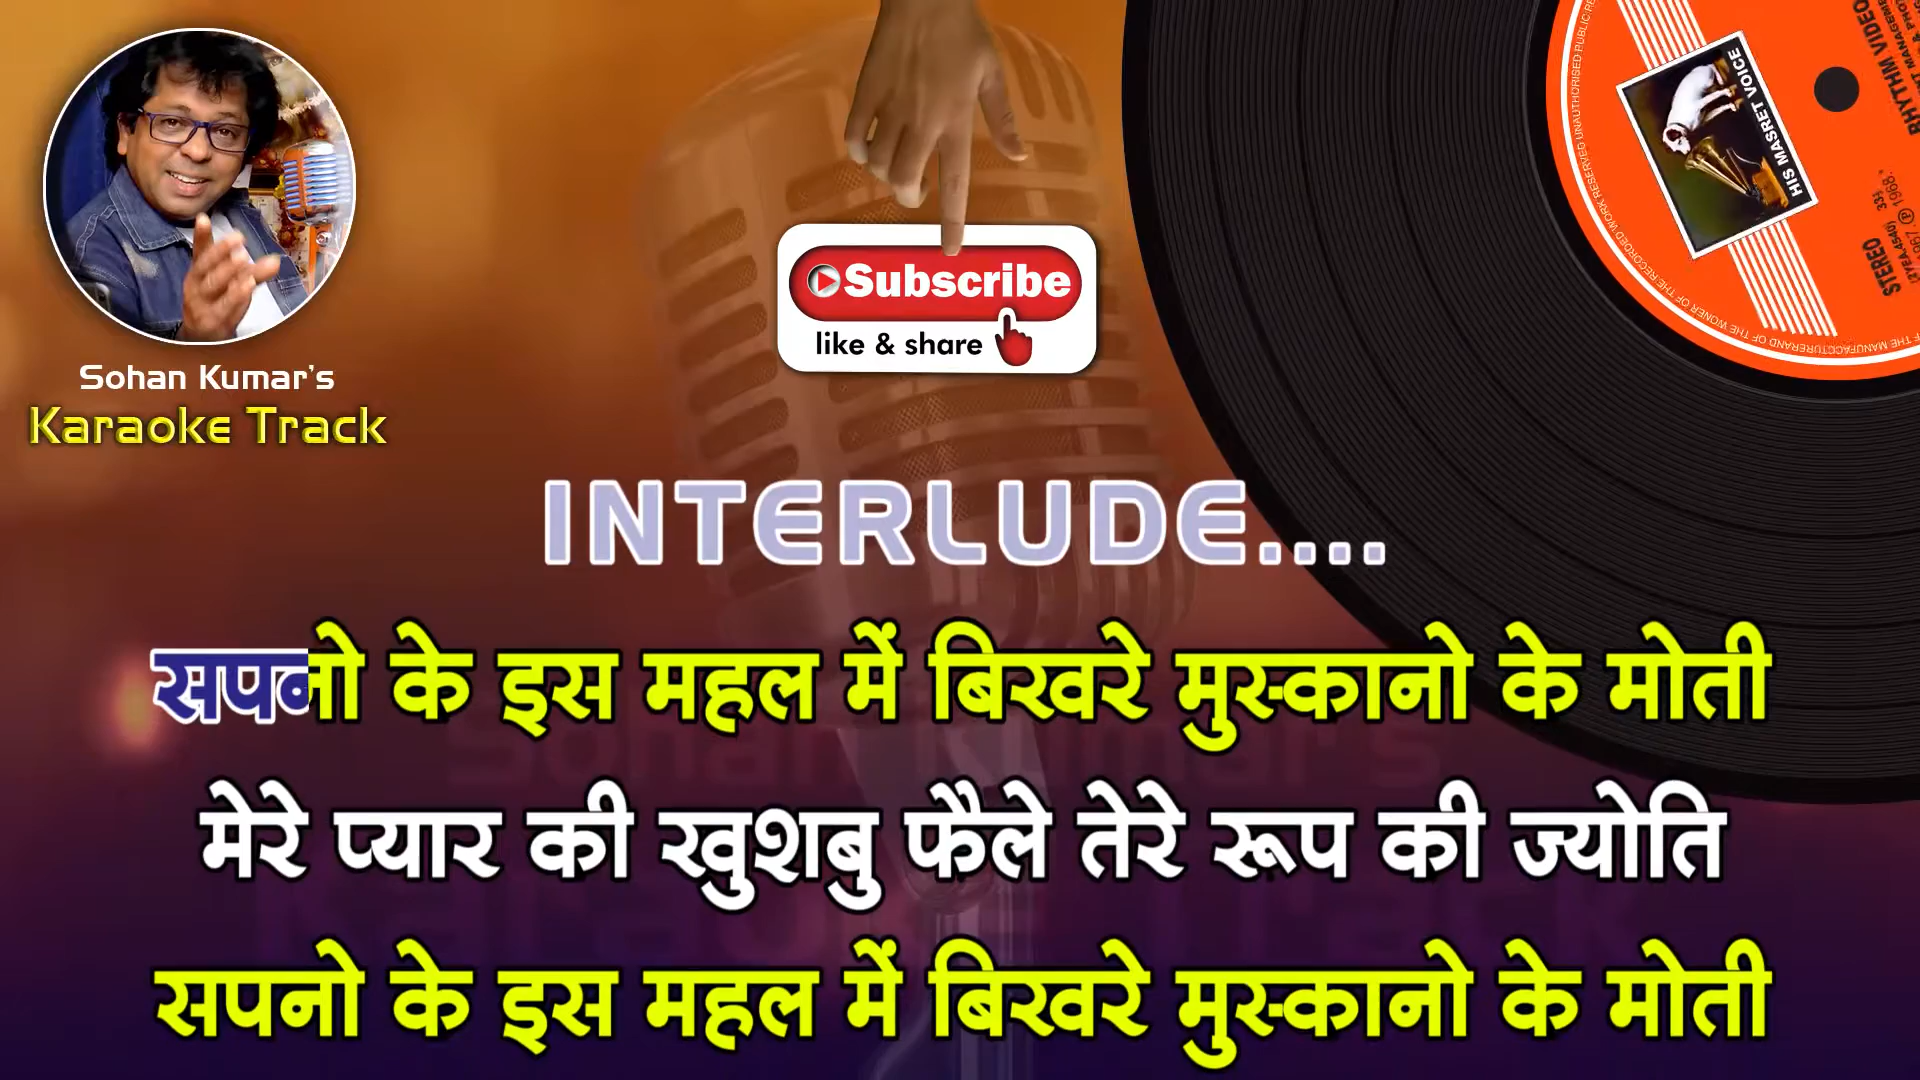 Sohan Kumar's
Karaoke Track
Subscribe
like & share
HIS MASRET VOICE
RHYTHM VIDEO
STEREO
INTERLUDE....
सपनो के इस महल में बिखरे मुस्कानो के मोती
मेरे प्यार की खुशबु फैले तेरे रूप की ज्योति
सपनो के इस महल में बिखरे मुस्कानो के मोती